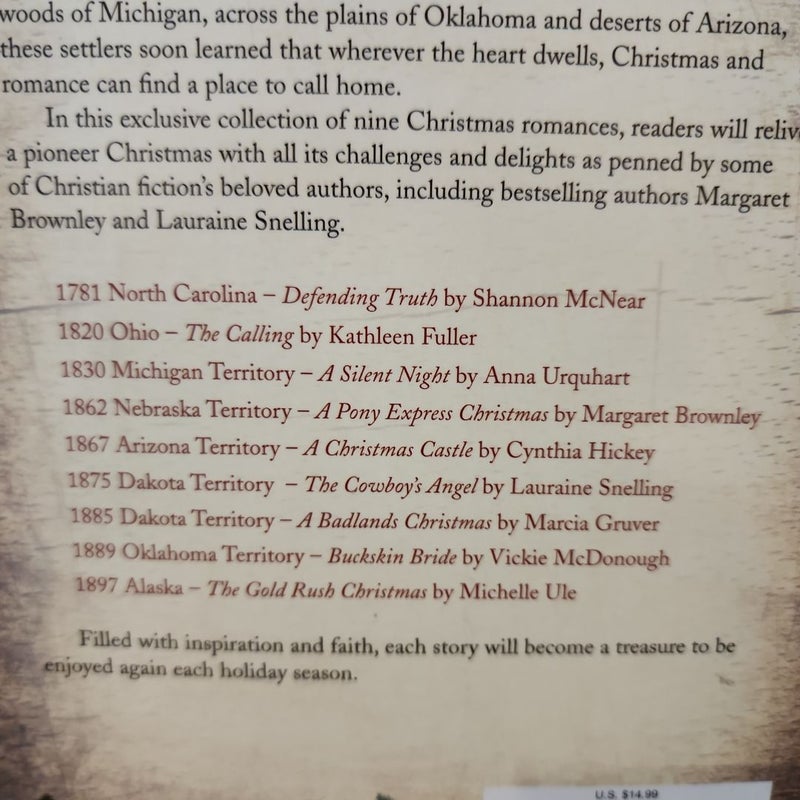 woods of Michigan, across the plains of Oklahoma and deserts of Arizona,
these settlers soon learned that wherever the heart dwells, Christmas and
romance can find a place to call home.
In this exclusive collection of nine Christmas romances, readers will reliv
a pioneer Christmas with all its challenges and delights as penned by some
of Christian fiction's beloved authors, including bestselling authors Margaret
Brownley and Lauraine Snelling.
1781 North Carolina – Defending Truth by Shannon McNear
1820 Ohio – The Calling by Kathleen Fuller
1830 Michigan Territory – A Silent Night by Anna Urquhart
1862 Nebraska Territory – A Pony Express Christmas by Margaret Brownley
1867 Arizona Territory – A Christmas Castle by Cynthia Hickey
1875 Dakota Territory – The Cowboy's Angel by Lauraine Snelling
1885 Dakota Territory – A Badlands Christmas by Marcia Gruver
1889 Oklahoma Territory – Buckskin Bride by Vickie McDonough
1897 Alaska – The Gold Rush Christmas by Michelle Ule
Filled with inspiration and faith, each story will become a treasure to be
enjoyed again each holiday season.
U.S. $14.99